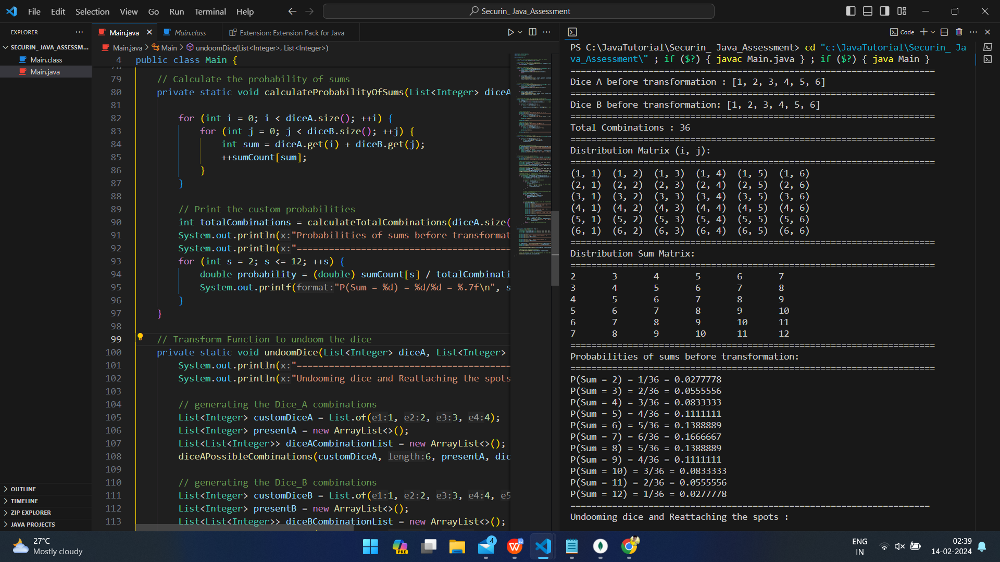 File Edit Selection View Go Run Terminal Help
Securin_ Java_Assessment
EXPLORER
SECURIN_ JAVA_ASSESSM...
Main.class
Main.java
OUTLINE
TIMELINE
ZIP EXPLORER
JAVA PROJECTS
Main.java
Main.class
Extension: Extension Pack for Java
Main.java > Main > undoomDice(List<Integer>, List<Integer>)
4 public class Main {
78
79 // Calculate the probability of sums
80 private static void calculateProbabilityOfSums(List<Integer> diceA
81
82 for (int i = 0; i < diceA.size(); ++i) {
83 for (int j = 0; j < diceB.size(); ++j) {
84 int sum = diceA.get(i) + diceB.get(j);
85 ++sumCount[sum];
86 }
87 }
88
89 // Print the custom probabilities
90 int totalCombinations = calculateTotalCombinations(diceA.size(
91 System.out.println(x:"Probabilities of sums before transformat
92 System.out.println(x:"========================================
93 for (int s = 2; s <= 12; ++s) {
94 double probability = (double) sumCount[s] / totalCombinati
95 System.out.printf(format:"P(Sum = %d) = %d/%d = %.7f\n", s
96 }
97 }
98
99 // Transform Function to undoom the dice
100 private static void undoomDice(List<Integer> diceA, List<Integer>
101 System.out.println(x:"========================================
102 System.out.println(x:"Undooming dice and Reattaching the spots
103
104 // generating the Dice_A combinations
105 List<Integer> customDiceA = List.of(e1:1, e2:2, e3:3, e4:4);
106 List<Integer> presentA = new ArrayList<>();
107 List<List<Integer>> diceACombinationList = new ArrayList<>();
108 diceAPossibleCombinations(customDiceA, length:6, presentA, dic
109
110 // generating the Dice_B combinations
111 List<Integer> customDiceB = List.of(e1:1, e2:2, e3:3, e4:4, e5
112 List<Integer> presentB = new ArrayList<>();
113 List<List<Integer>> diceBCombinationList = new ArrayList<>();
Code
PS C:\JavaTutorial\Securin_ Java_Assessment> cd "c:\JavaTutorial\Securin_ Ja
va_Assessment\" ; if ($?) { javac Main.java } ; if ($?) { java Main }
======================================================================
Dice A before transformation : [1, 2, 3, 4, 5, 6]
======================================================================
Dice B before transformation: [1, 2, 3, 4, 5, 6]
======================================================================
Total Combinations : 36
======================================================================
Distribution Matrix (i, j):
======================================================================
(1, 1) (1, 2) (1, 3) (1, 4) (1, 5) (1, 6)
(2, 1) (2, 2) (2, 3) (2, 4) (2, 5) (2, 6)
(3, 1) (3, 2) (3, 3) (3, 4) (3, 5) (3, 6)
(4, 1) (4, 2) (4, 3) (4, 4) (4, 5) (4, 6)
(5, 1) (5, 2) (5, 3) (5, 4) (5, 5) (5, 6)
(6, 1) (6, 2) (6, 3) (6, 4) (6, 5) (6, 6)
======================================================================
Distribution Sum Matrix:
======================================================================
2 3 4 5 6 7
3 4 5 6 7 8
4 5 6 7 8 9
5 6 7 8 9 10
6 7 8 9 10 11
7 8 9 10 11 12
======================================================================
Probabilities of sums before transformation:
======================================================================
P(Sum = 2) = 1/36 = 0.0277778
P(Sum = 3) = 2/36 = 0.0555556
P(Sum = 4) = 3/36 = 0.0833333
P(Sum = 5) = 4/36 = 0.1111111
P(Sum = 6) = 5/36 = 0.1388889
P(Sum = 7) = 6/36 = 0.1666667
P(Sum = 8) = 5/36 = 0.1388889
P(Sum = 9) = 4/36 = 0.1111111
P(Sum = 10) = 3/36 = 0.0833333
P(Sum = 11) = 2/36 = 0.0555556
P(Sum = 12) = 1/36 = 0.0277778
=====================================================================
Undooming dice and Reattaching the spots :
27°C
Mostly cloudy
PRE
4
W
ENG
IN
02:39
14-02-2024